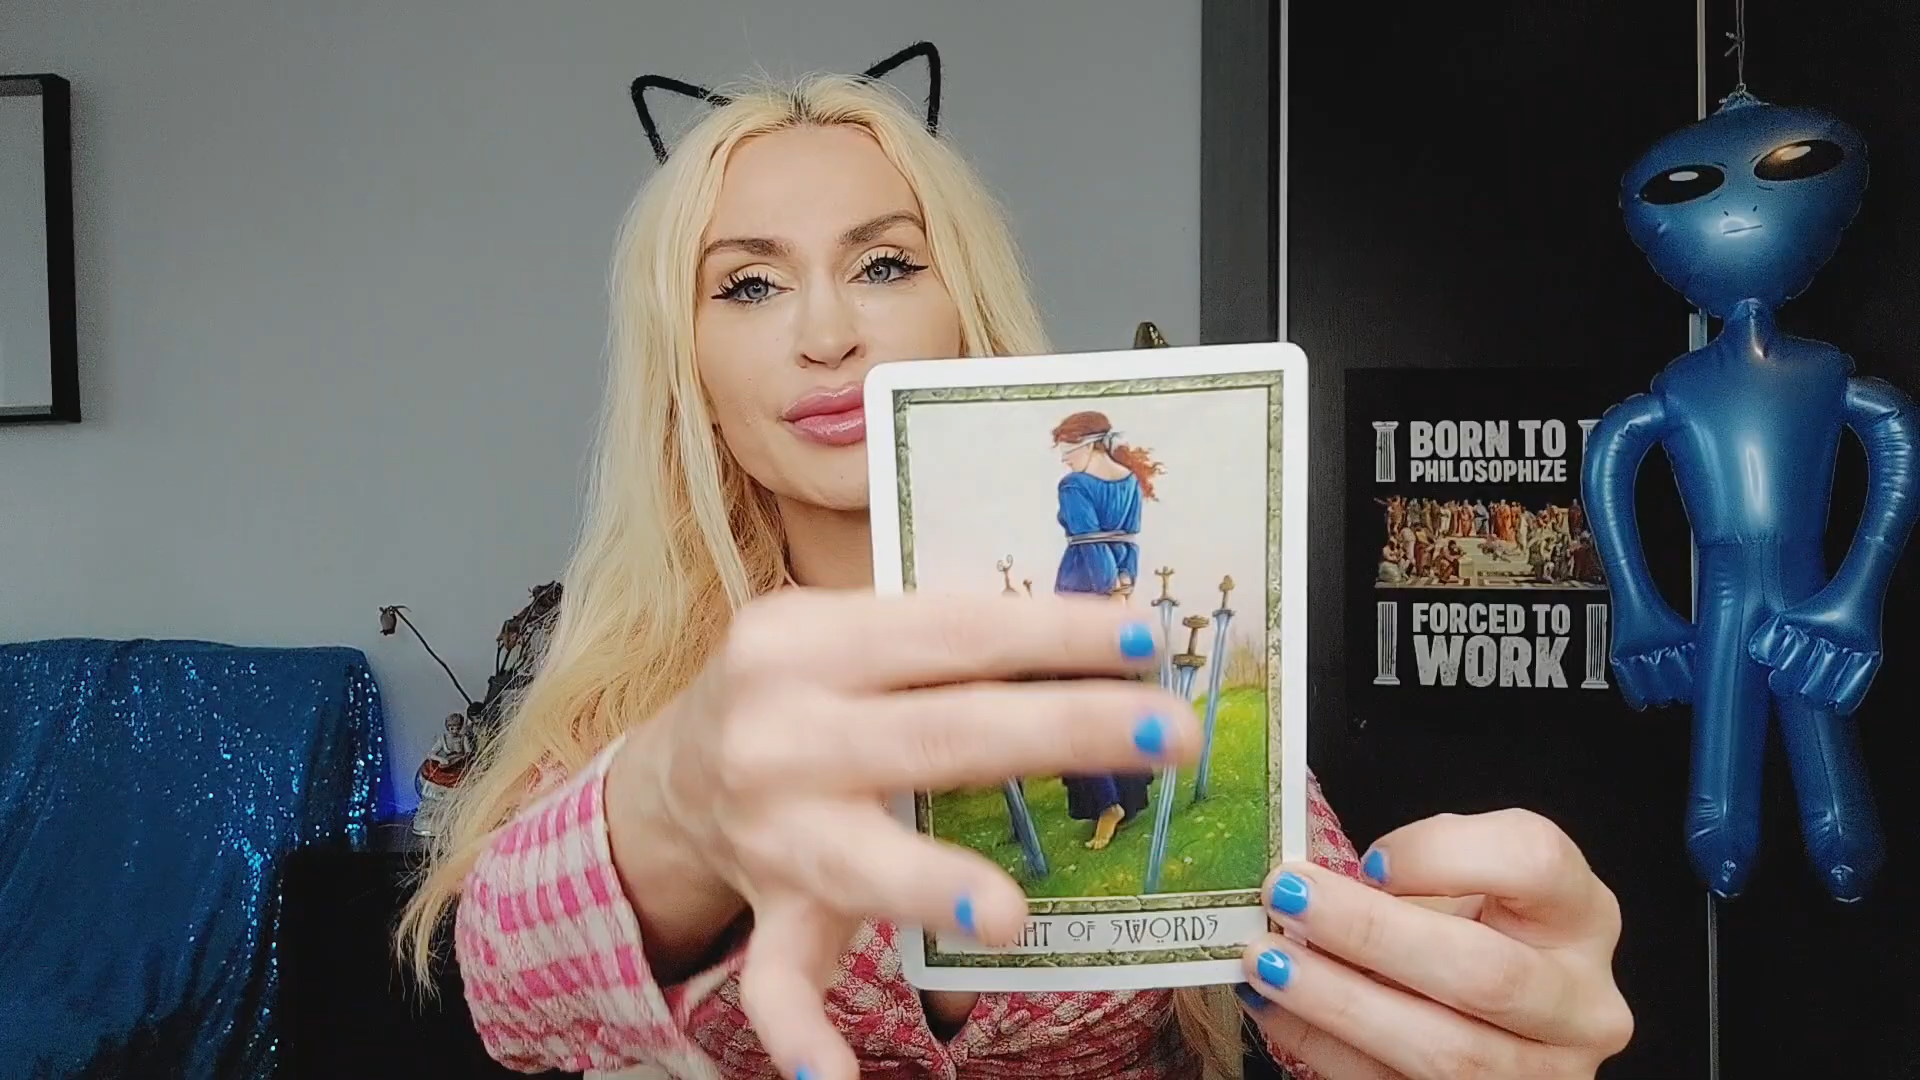 BORN TO
PHILOSOPHIZE
FORCED TO
WORK
OF SWORDS